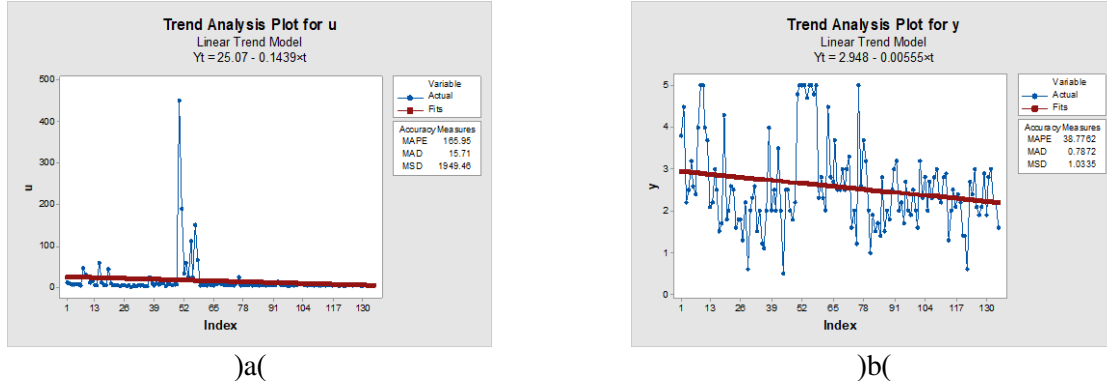 Trend Analysis Plot for u
Linear Trend Model
Yt = 25.07 - 0.1439×t
500
400
300
200
100
0
u
1 13 26 39 52 65 78 91 104 117 130
Index
Variable
Actual
Fits
Accuracy Measures
MAPE 165.95
MAD 15.71
MSD 1949.46
)a(
Trend Analysis Plot for y
Linear Trend Model
Yt = 2.948 - 0.00555×t
5
4
3
2
1
0
y
1 13 26 39 52 65 78 91 104 117 130
Index
Variable
Actual
Fits
Accuracy Measures
MAPE 38.7762
MAD 0.7872
MSD 1.0335
)b(